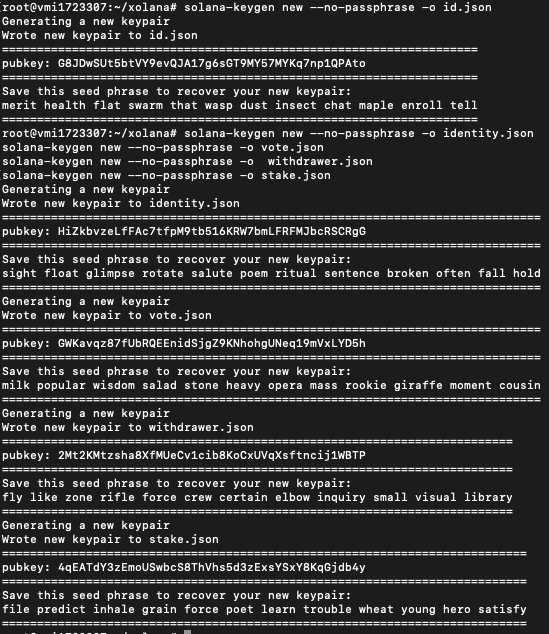 [root@vmi1723307:~/xolana# solana-keygen new --no-passphrase -o id.json
Generating a new keypair
Wrote new keypair to id.json
====================================================================
pubkey: G8JDwSUt5btVY9evQJA17g6sGT9MY57MYKq7np1QPAto
====================================================================
Save this seed phrase to recover your new keypair:
merit health flat swarm that wasp dust insect chat maple enroll tell
====================================================================
root@vmi1723307:~/xolana# solana-keygen new --no-passphrase -o identity.json
solana-keygen new --no-passphrase -o vote.json
solana-keygen new --no-passphrase -o  withdrawer.json
[solana-keygen new --no-passphrase -o stake.json
Generating a new keypair
Wrote new keypair to identity.json
=============================================================================
pubkey: HiZkbvzeLfFAc7tfpM9tb516KRW7bmLFRFMJbcRSCRgG
=============================================================================
Save this seed phrase to recover your new keypair:
sight float glimpse rotate salute poem ritual sentence broken often fall hold
=============================================================================
Generating a new keypair
Wrote new keypair to vote.json
=============================================================================
pubkey: GWKavqz87fUbRQEEnidSjgZ9KNhohgUNeq19mVxLYD5h
=============================================================================
Save this seed phrase to recover your new keypair:
milk popular wisdom salad stone heavy opera mass rookie giraffe moment cousin
=============================================================================
Generating a new keypair
Wrote new keypair to withdrawer.json
=========================================================================
pubkey: 2Mt2KMtzsha8XfMUeCv1cib8KoCxUVqXsftncij1WBTP
=========================================================================
Save this seed phrase to recover your new keypair:
fly like zone rifle force crew certain elbow inquiry small visual library
=========================================================================
Generating a new keypair
Wrote new keypair to stake.json
===========================================================================
pubkey: 4qEATdY3zEmoUSwbcS8ThVhs5d3zExsYSxY8KqGjdb4y
===========================================================================
Save this seed phrase to recover your new keypair:
file predict inhale grain force poet learn trouble wheat young hero satisfy
===========================================================================
root@vmi1723307:~/xolana#